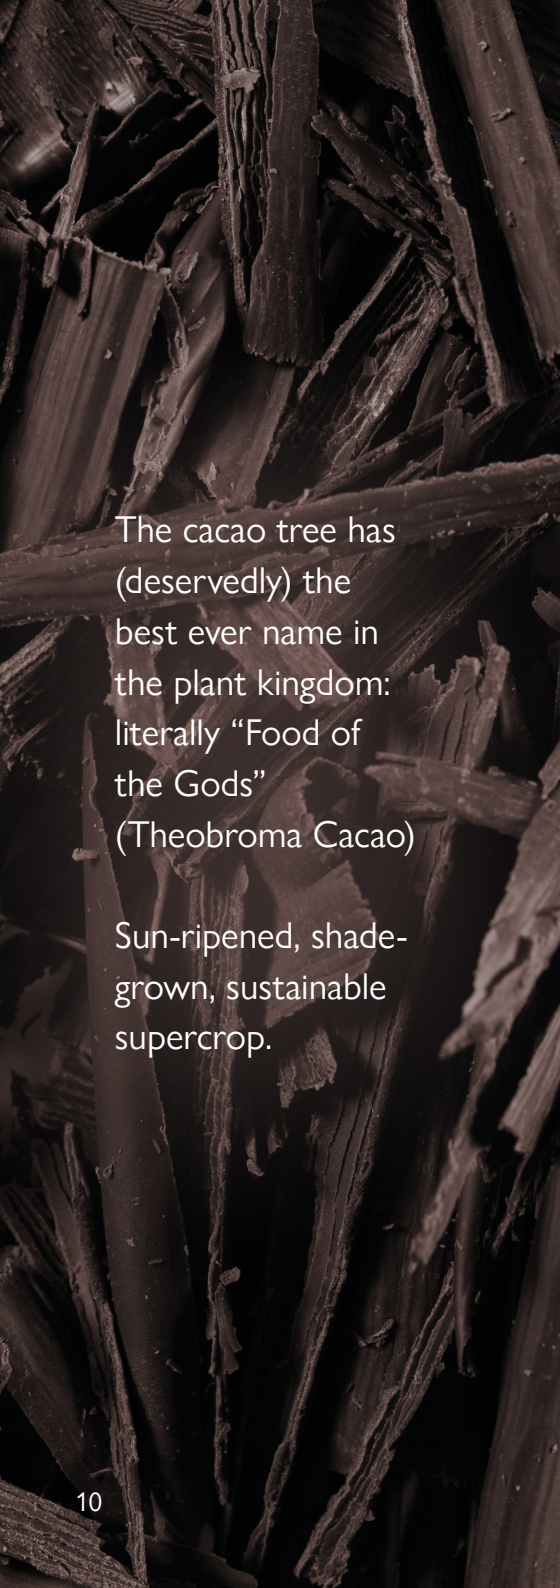 The cacao tree has
(deservedly) the
best ever name in
the plant kingdom:
literally “Food of
the Gods”
(Theobroma Cacao)
Sun-ripened, shade-
grown, sustainable
supercrop.
10